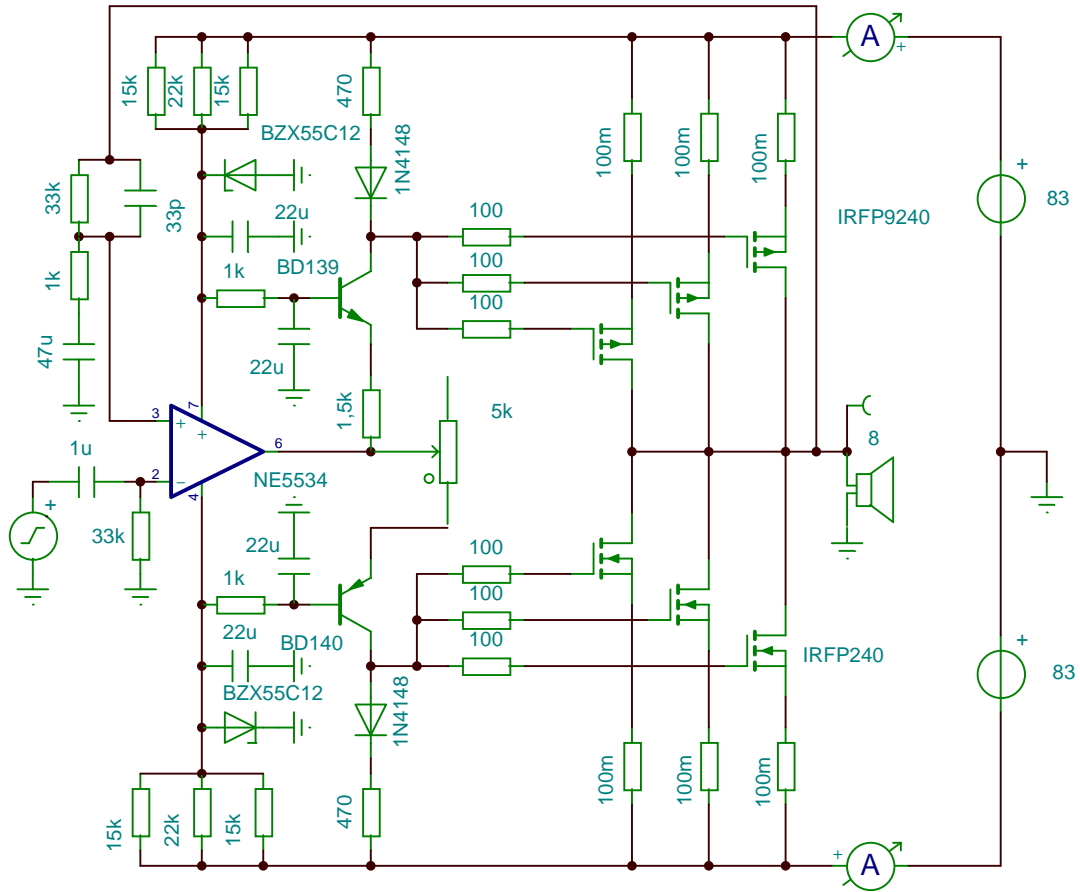 A
+
15k
22k
15k
470
100m
100m
100m
BZX55C12
1N4148
+
83
33k
33p
22u
100
IRFP9240
1k
1k
BD139
100
100
47u
22u
1,5k
5k
3
7
+
+
6
8
1u
2
−
4
NE5534
+
33k
22u
100
1k
100
22u
BD140
100
IRFP240
+
83
BZX55C12
1N4148
100m
100m
100m
15k
22k
15k
470
+
A